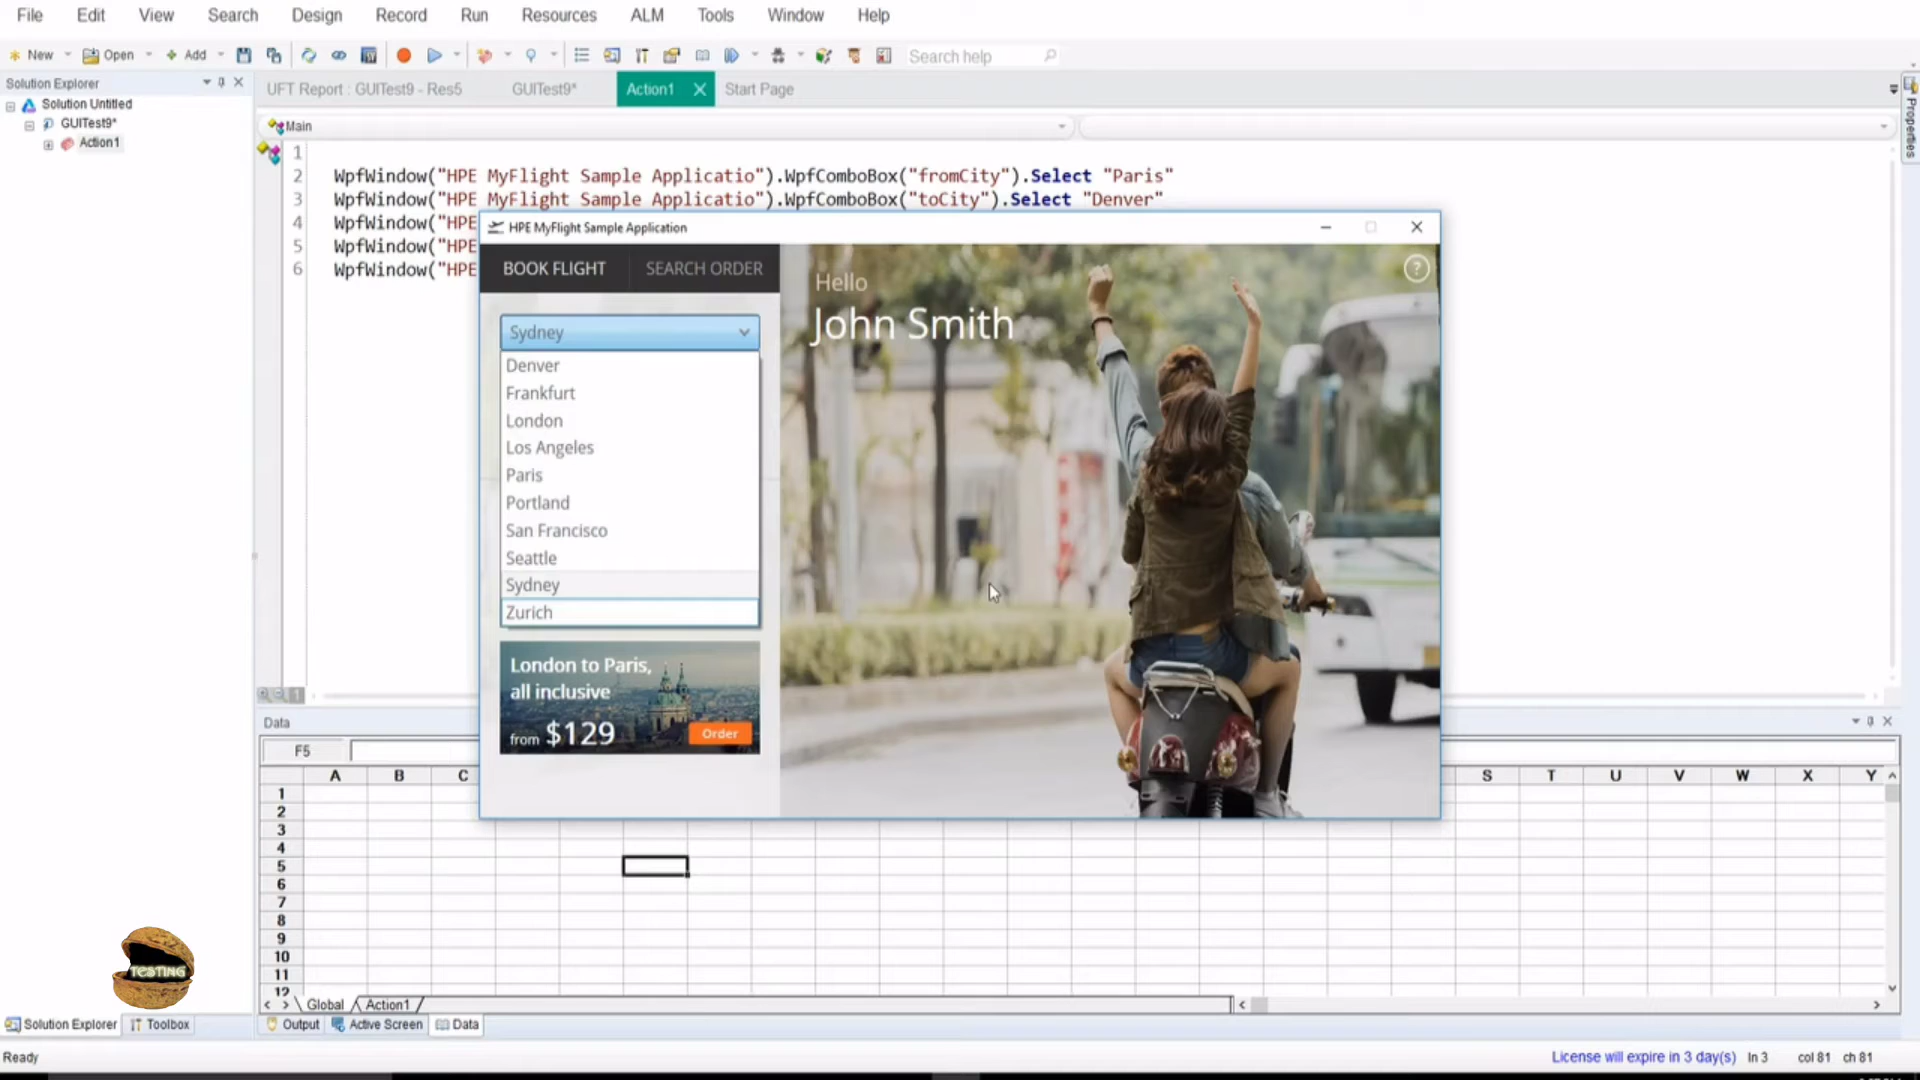 File Edit View Search Design Record Run Resources ALM Tools Window Help
New Open Add Search help
Solution Explorer
Solution Untitled
GUITest9*
Action1
UFT Report : GUITest9 - Res5 GUITest9* Action1 Start Page
Properties
Main
1
2 WpfWindow("HPE MyFlight Sample Applicatio").WpfComboBox("fromCity").Select "Paris"
3 WpfWindow("HPE MyFlight Sample Applicatio").WpfComboBox("toCity").Select "Denver"
4 WpfWindow("HPE
5 WpfWindow("HPE
6 WpfWindow("HPE
HPE MyFlight Sample Application
BOOK FLIGHT SEARCH ORDER
?
Hello
John Smith
Sydney
Denver
Frankfurt
London
Los Angeles
Paris
Portland
San Francisco
Seattle
Sydney
Zurich
London to Paris,
all inclusive
from $129 Order
1
Data
F5
A B C S T U V W X Y
1
2
3
4
5
6
7
8
9
10
11
12
Global Action1
TESTING
Solution Explorer Toolbox Output Active Screen Data
Ready License will expire in 3 day(s) ln 3 col 81 ch 81